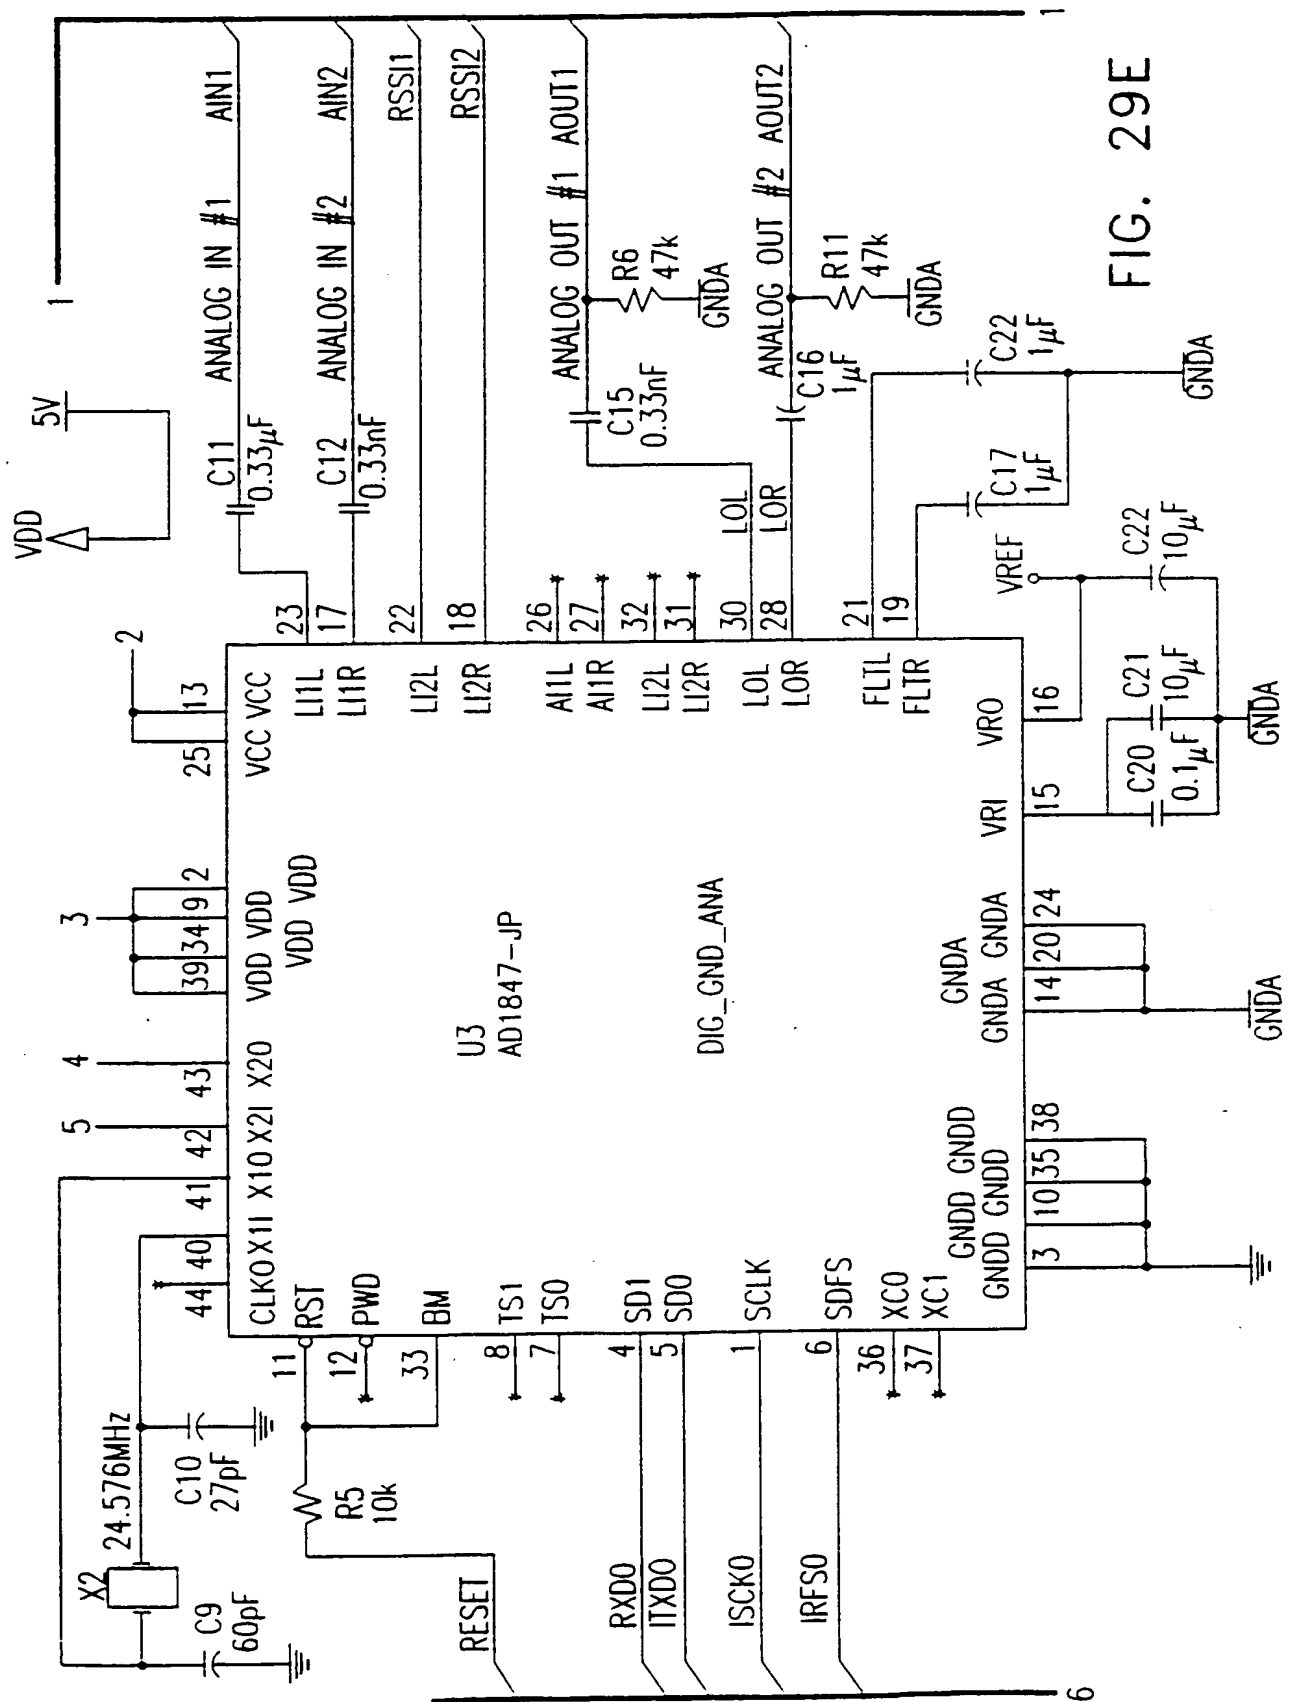 1
1
VDD
5V
AIN1
ANALOG IN #1
C11
0.33µF
AIN2
ANALOG IN #2
C12
0.33nF
RSSI1
RSSI2
ANALOG OUT #1 AOUT1
R6
47k
GNDA
C15
0.33nF
ANALOG OUT #2 AOUT2
R11
47k
GNDA
C16
1µF
LOL
LOR
C22
1µF
C17
1µF
GNDA
VREF
C22
10µF
C21
10µF
C20
0.1µF
GNDA
23 LI1L
17 LI1R
22 LI2L
18 LI2R
26 AI1L
27 AI1R
32 LI2L
31 LI2R
30 LOL
28 LOR
21 FLTL
19 FLTR
16 VRO
15 VRI
2
13 VCC
25 VCC
3
2
9
34
39
VDD VDD
VDD VDD
4
43 X2O
5
42 X2I
41 X1O
40 X1I
44 CLKO
U3
AD1847-JP
DIG_GND_ANA
24
20
14
GNDA GNDA
GNDA
GNDA
38
35
10
3
GNDD GNDD
GNDD GNDD
11 RST
12 PWD
33 BM
8 TS1
7 TS0
4 SD1
5 SD0
1 SCLK
6 SDFS
36 XC0
37 XC1
X2
24.576MHz
C10
27pF
C9
60pF
R5
10k
RESET
RXD0
ITXD0
ISCK0
IRFS0
6
FIG. 29E